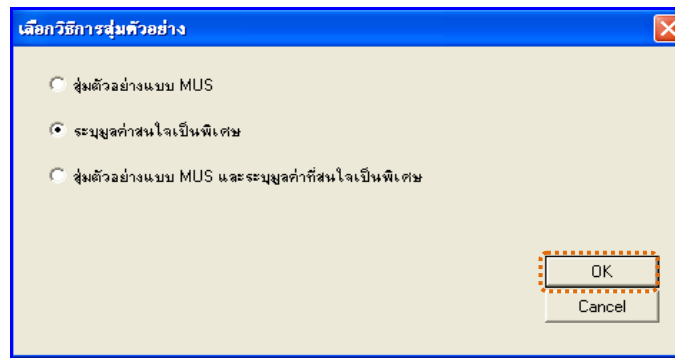 เลือกวิธีการสุ่มตัวอย่าง
สุ่มตัวอย่างแบบ MUS
ระบุมูลค่าสนใจเป็นพิเศษ
สุ่มตัวอย่างแบบ MUS และระบุมูลค่าที่สนใจเป็นพิเศษ
OK
Cancel